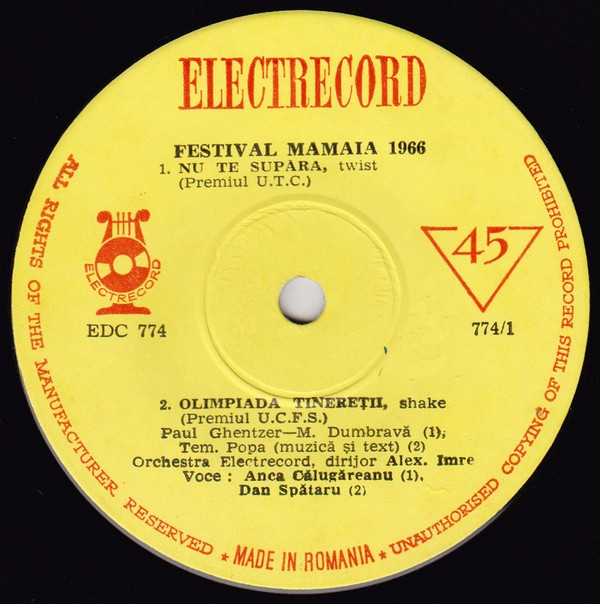 ELECTRECORD
FESTIVAL MAMAIA 1966
1. NU TE SUPĂRA, twist
(Premiul U.T.C.)
ELECTRECORD
45
EDC 774
774/1
2. OLIMPIADA TINEREȚII, shake
(Premiul U.C.F.S.)
Paul Ghentzer—M. Dumbravă (1),
Tem. Popa (muzică și text) (2)
Orchestra Electrecord, dirijor Alex. Imre
Voce : Anca Călugăreanu (1),
Dan Spătaru (2)
ALL RIGHTS OF THE MANUFACTURER RESERVED * MADE IN ROMANIA * UNAUTHORISED COPYING OF THIS RECORD PROHIBITED